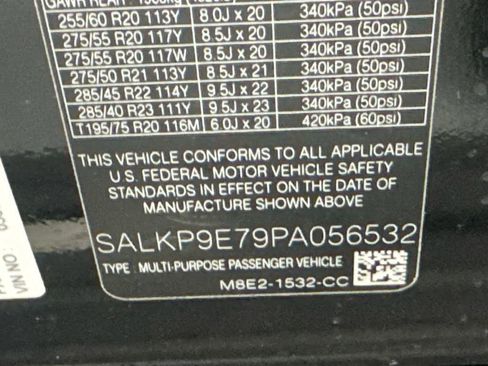 GAWR REAR
255/60 R20 113Y 8.0J x 20 340kPa (50psi)
275/55 R20 117Y 8.5J x 20 340kPa (50psi)
275/55 R20 117W 8.5J x 20 340kPa (50psi)
275/50 R21 113Y 8.5J x 21 340kPa (50psi)
285/45 R22 114Y 9.5J x 22 340kPa (50psi)
285/40 R23 111Y 9.5J x 23 340kPa (50psi)
T195/75 R20 116M 6.0J x 20 420kPa (60psi)
THIS VEHICLE CONFORMS TO ALL APPLICABLE
U.S. FEDERAL MOTOR VEHICLE SAFETY
STANDARDS IN EFFECT ON THE DATE OF
MANUFACTURE SHOWN ABOVE
SALKP9E79PA056532
TYPE : MULTI-PURPOSE PASSENGER VEHICLE
M8E2-1532-CC
VIN NO :